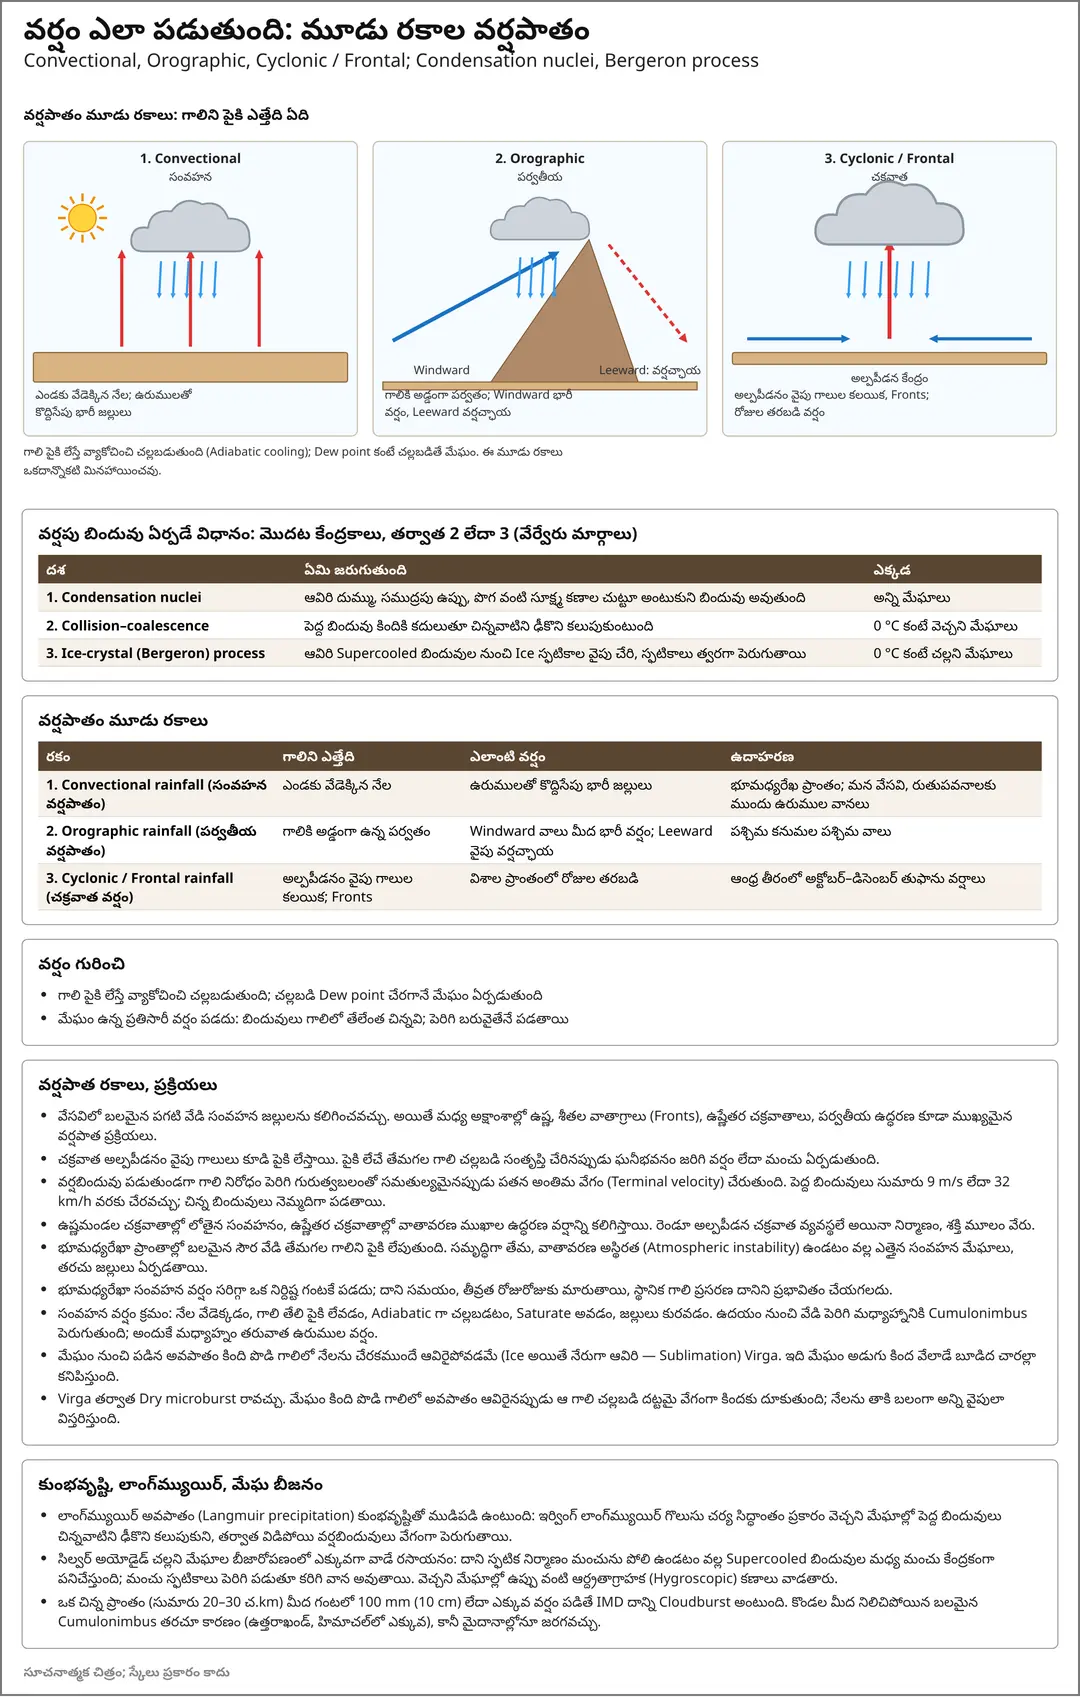 వర్షం ఎలా పడుతుంది: మూడు రకాల వర్షపాతం
Convectional, Orographic, Cyclonic / Frontal; Condensation nuclei, Bergeron process
వర్షపాతం మూడు రకాలు: గాలిని పైకి ఎత్తేది ఏది
1. Convectional
సంవహన
ఎండకు వేడెక్కిన నేల; ఉరుములతో
కొద్దిసేపు భారీ జల్లులు
2. Orographic
పర్వతీయ
Windward
Leeward: వర్షచ్ఛాయ
గాలికి అడ్డంగా పర్వతం; Windward భారీ
వర్షం, Leeward వర్షచ్ఛాయ
3. Cyclonic / Frontal
చక్రవాత
అల్పపీడన కేంద్రం
అల్పపీడనం వైపు గాలుల కలయిక, Fronts;
రోజుల తరబడి వర్షం
గాలి పైకి లేస్తే వ్యాకోచించి చల్లబడుతుంది (Adiabatic cooling); Dew point కంటే చల్లబడితే మేఘం. ఈ మూడు రకాలు
ఒకదాన్నొకటి మినహాయించవు.
వర్షపు బిందువు ఏర్పడే విధానం: మొదట కేంద్రకాలు, తర్వాత 2 లేదా 3 (వేర్వేరు మార్గాలు)
దశ ఏమి జరుగుతుంది ఎక్కడ
1. Condensation nuclei ఆవిరి దుమ్ము, సముద్రపు ఉప్పు, పొగ వంటి సూక్ష్మ కణాల చుట్టూ అంటుకుని బిందువు అవుతుంది అన్ని మేఘాలు
2. Collision–coalescence పెద్ద బిందువు కిందికి కదులుతూ చిన్నవాటిని ఢీకొని కలుపుకుంటుంది 0 °C కంటే వెచ్చని మేఘాలు
3. Ice-crystal (Bergeron) process ఆవిరి Supercooled బిందువుల నుంచి Ice స్ఫటికాల వైపు చేరి, స్ఫటికాలు త్వరగా పెరుగుతాయి 0 °C కంటే చల్లని మేఘాలు
వర్షపాతం మూడు రకాలు
రకం గాలిని ఎత్తేది ఎలాంటి వర్షం ఉదాహరణ
1. Convectional rainfall (సంవహన ఎండకు వేడెక్కిన నేల ఉరుములతో కొద్దిసేపు భారీ జల్లులు భూమధ్యరేఖ ప్రాంతం; మన వేసవి, రుతుపవనాలకు
వర్షపాతం) ముందు ఉరుముల వానలు
2. Orographic rainfall (పర్వతీయ గాలికి అడ్డంగా ఉన్న పర్వతం Windward వాలు మీద భారీ వర్షం; Leeward పశ్చిమ కనుమల పశ్చిమ వాలు
వర్షపాతం) వైపు వర్షచ్ఛాయ
3. Cyclonic / Frontal rainfall అల్పపీడనం వైపు గాలుల విశాల ప్రాంతంలో రోజుల తరబడి ఆంధ్ర తీరంలో అక్టోబర్–డిసెంబర్ తుఫాను వర్షాలు
(చక్రవాత వర్షం) కలయిక; Fronts
వర్షం గురించి
• గాలి పైకి లేస్తే వ్యాకోచించి చల్లబడుతుంది; చల్లబడి Dew point చేరగానే మేఘం ఏర్పడుతుంది
• మేఘం ఉన్న ప్రతిసారీ వర్షం పడదు: బిందువులు గాలిలో తేలేంత చిన్నవి; పెరిగి బరువైతేనే పడతాయి
వర్షపాత రకాలు, ప్రక్రియలు
• వేసవిలో బలమైన పగటి వేడి సంవహన జల్లులను కలిగించవచ్చు. అయితే మధ్య అక్షాంశాల్లో ఉష్ణ, శీతల వాతాగ్రాలు (Fronts), ఉష్ణేతర చక్రవాతాలు, పర్వతీయ ఉద్ధరణ కూడా ముఖ్యమైన
వర్షపాత ప్రక్రియలు.
• చక్రవాత అల్పపీడనం వైపు గాలులు కూడి పైకి లేస్తాయి. పైకి లేచే తేమగల గాలి చల్లబడి సంతృప్తి చేరినప్పుడు ఘనీభవనం జరిగి వర్షం లేదా మంచు ఏర్పడుతుంది.
• వర్షబిందువు పడుతుండగా గాలి నిరోధం పెరిగి గురుత్వబలంతో సమతుల్యమైనప్పుడు పతన అంతిమ వేగం (Terminal velocity) చేరుతుంది. పెద్ద బిందువులు సుమారు 9 m/s లేదా 32
km/h వరకు చేరవచ్చు; చిన్న బిందువులు నెమ్మదిగా పడతాయి.
• ఉష్ణమండల చక్రవాతాల్లో లోతైన సంవహనం, ఉష్ణేతర చక్రవాతాల్లో వాతావరణ ముఖాల ఉద్ధరణ వర్షాన్ని కలిగిస్తాయి. రెండూ అల్పపీడన చక్రవాత వ్యవస్థలే అయినా నిర్మాణం, శక్తి మూలం వేరు.
• భూమధ్యరేఖా ప్రాంతాల్లో బలమైన సౌర వేడి తేమగల గాలిని పైకి లేపుతుంది. సమృద్ధిగా తేమ, వాతావరణ అస్థిరత (Atmospheric instability) ఉండటం వల్ల ఎత్తైన సంవహన మేఘాలు,
తరచు జల్లులు ఏర్పడతాయి.
• భూమధ్యరేఖా సంవహన వర్షం సరిగ్గా ఒక నిర్దిష్ట గంటకే పడదు; దాని సమయం, తీవ్రత రోజురోజుకు మారుతాయి, స్థానిక గాలి ప్రసరణ దానిని ప్రభావితం చేయగలదు.
• సంవహన వర్షం క్రమం: నేల వేడెక్కడం, గాలి తేలి పైకి లేవడం, Adiabatic గా చల్లబడటం, Saturate అవడం, జల్లులు కురవడం. ఉదయం నుంచి వేడి పెరిగి మధ్యాహ్నానికి Cumulonimbus
పెరుగుతుంది; అందుకే మధ్యాహ్నం తరువాత ఉరుముల వర్షం.
• మేఘం నుంచి పడిన అవపాతం కింది పొడి గాలిలో నేలను చేరకముందే ఆవిరైపోవడమే (Ice అయితే నేరుగా ఆవిరి — Sublimation) Virga. ఇది మేఘం అడుగు కింద వేలాడే బూడిద చారల్లా
కనిపిస్తుంది.
• Virga తర్వాత Dry microburst రావచ్చు. మేఘం కింది పొడి గాలిలో అవపాతం ఆవిరైనప్పుడు ఆ గాలి చల్లబడి దట్టమై వేగంగా కిందకు దూకుతుంది; నేలను తాకి బలంగా అన్ని వైపులా
విస్తరిస్తుంది.
కుంభవృష్టి, లాంగ్‌మ్యుయిర్, మేఘ బీజనం
• లాంగ్‌మ్యుయిర్ అవపాతం (Langmuir precipitation) కుంభవృష్టితో ముడిపడి ఉంటుంది: ఇర్వింగ్ లాంగ్‌మ్యుయిర్ గొలుసు చర్య సిద్ధాంతం ప్రకారం వెచ్చని మేఘాల్లో పెద్ద బిందువులు
చిన్నవాటిని ఢీకొని కలుపుకుని, తర్వాత విడిపోయి వర్షబిందువులు వేగంగా పెరుగుతాయి.
• సిల్వర్ అయోడైడ్ చల్లని మేఘాల బీజారోపణంలో ఎక్కువగా వాడే రసాయనం: దాని స్ఫటిక నిర్మాణం మంచును పోలి ఉండటం వల్ల Supercooled బిందువుల మధ్య మంచు కేంద్రకంగా
పనిచేస్తుంది; మంచు స్ఫటికాలు పెరిగి పడుతూ కరిగి వాన అవుతాయి. వెచ్చని మేఘాల్లో ఉప్పు వంటి ఆర్ద్రతాగ్రాహక (Hygroscopic) కణాలు వాడతారు.
• ఒక చిన్న ప్రాంతం (సుమారు 20–30 చ.km) మీద గంటలో 100 mm (10 cm) లేదా ఎక్కువ వర్షం పడితే IMD దాన్ని Cloudburst అంటుంది. కొండల మీద నిలిచిపోయిన బలమైన
Cumulonimbus తరచూ కారణం (ఉత్తరాఖండ్, హిమాచల్‌లో ఎక్కువ), కానీ మైదానాల్లోనూ జరగవచ్చు.
సూచనాత్మక చిత్రం; స్కేలు ప్రకారం కాదు